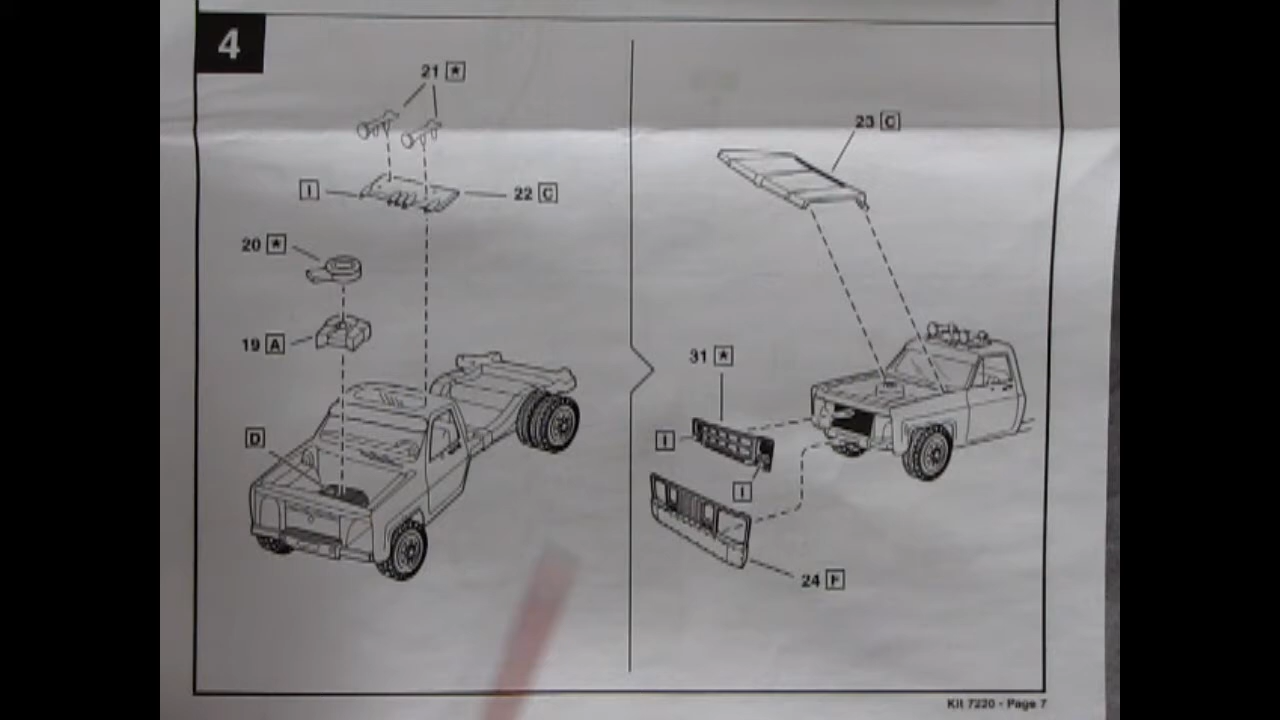 4
21 ★
I
22 C
20 ★
19 A
D
23 C
31 ★
I
I
24 F
Kit 7220 - Page 7